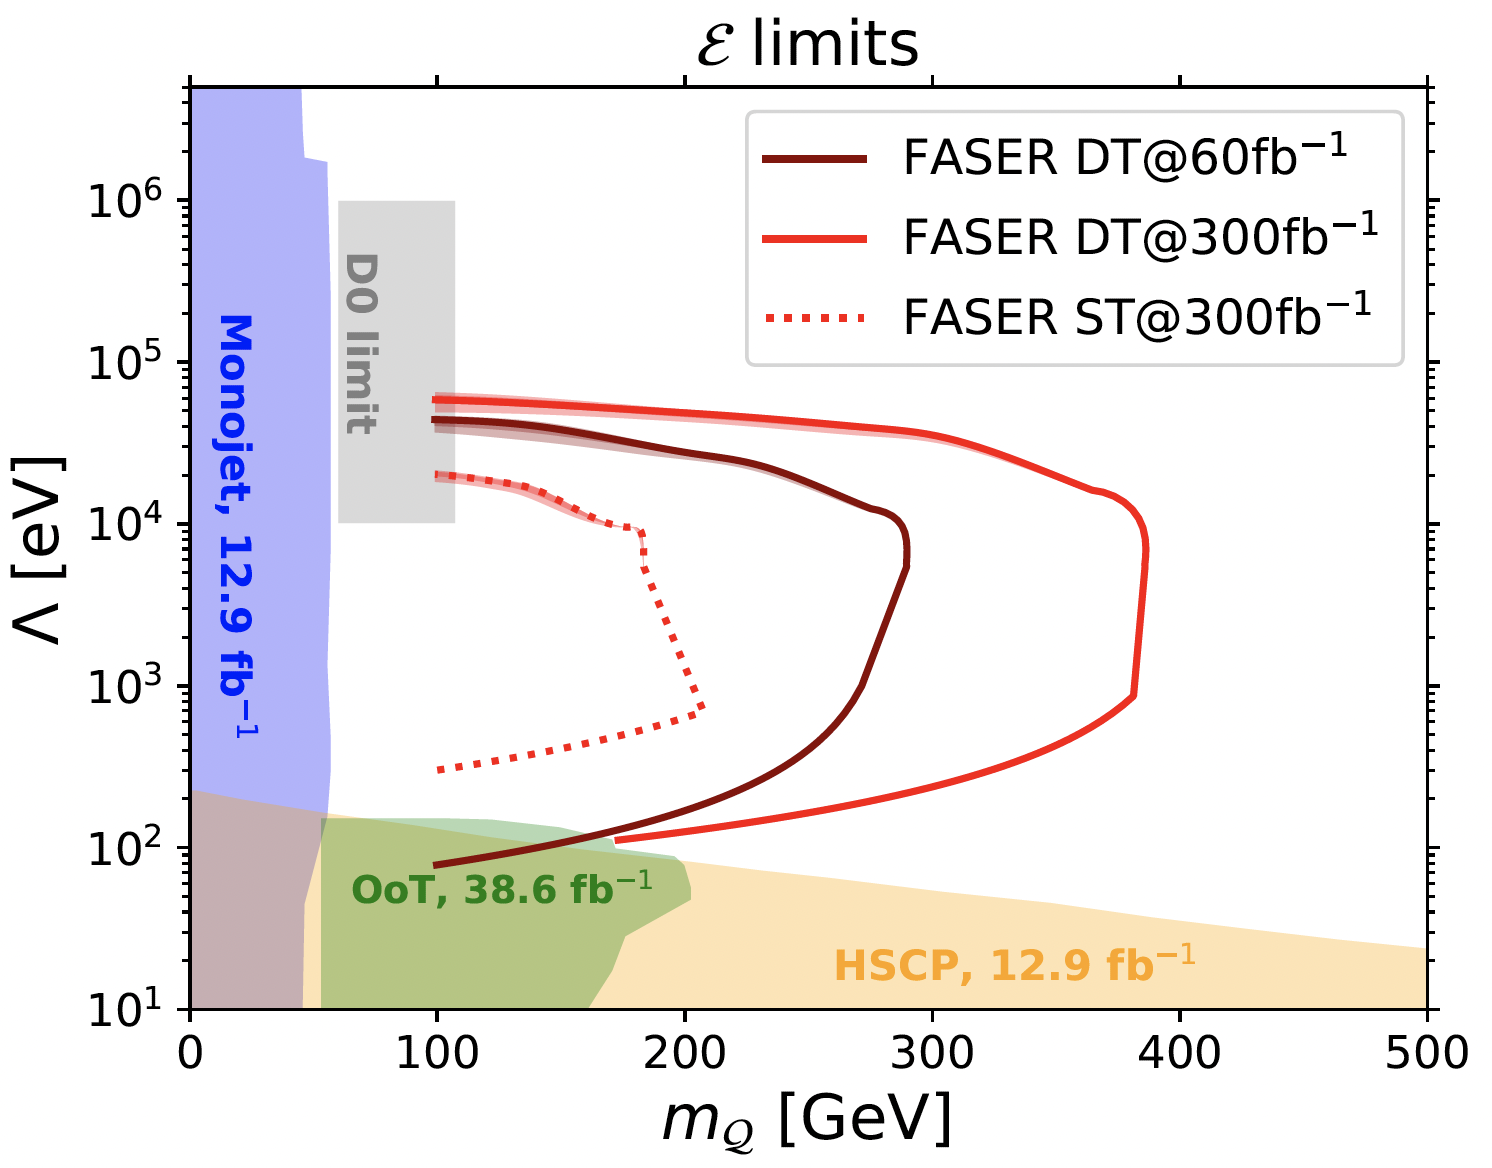 ℰ limits
FASER DT@60fb⁻¹
FASER DT@300fb⁻¹
FASER ST@300fb⁻¹
Λ [eV]
10⁶
10⁵
10⁴
10³
10²
10¹
Monojet, 12.9 fb⁻¹
D0 limit
OoT, 38.6 fb⁻¹
HSCP, 12.9 fb⁻¹
0 100 200 300 400 500
m_𝒬 [GeV]